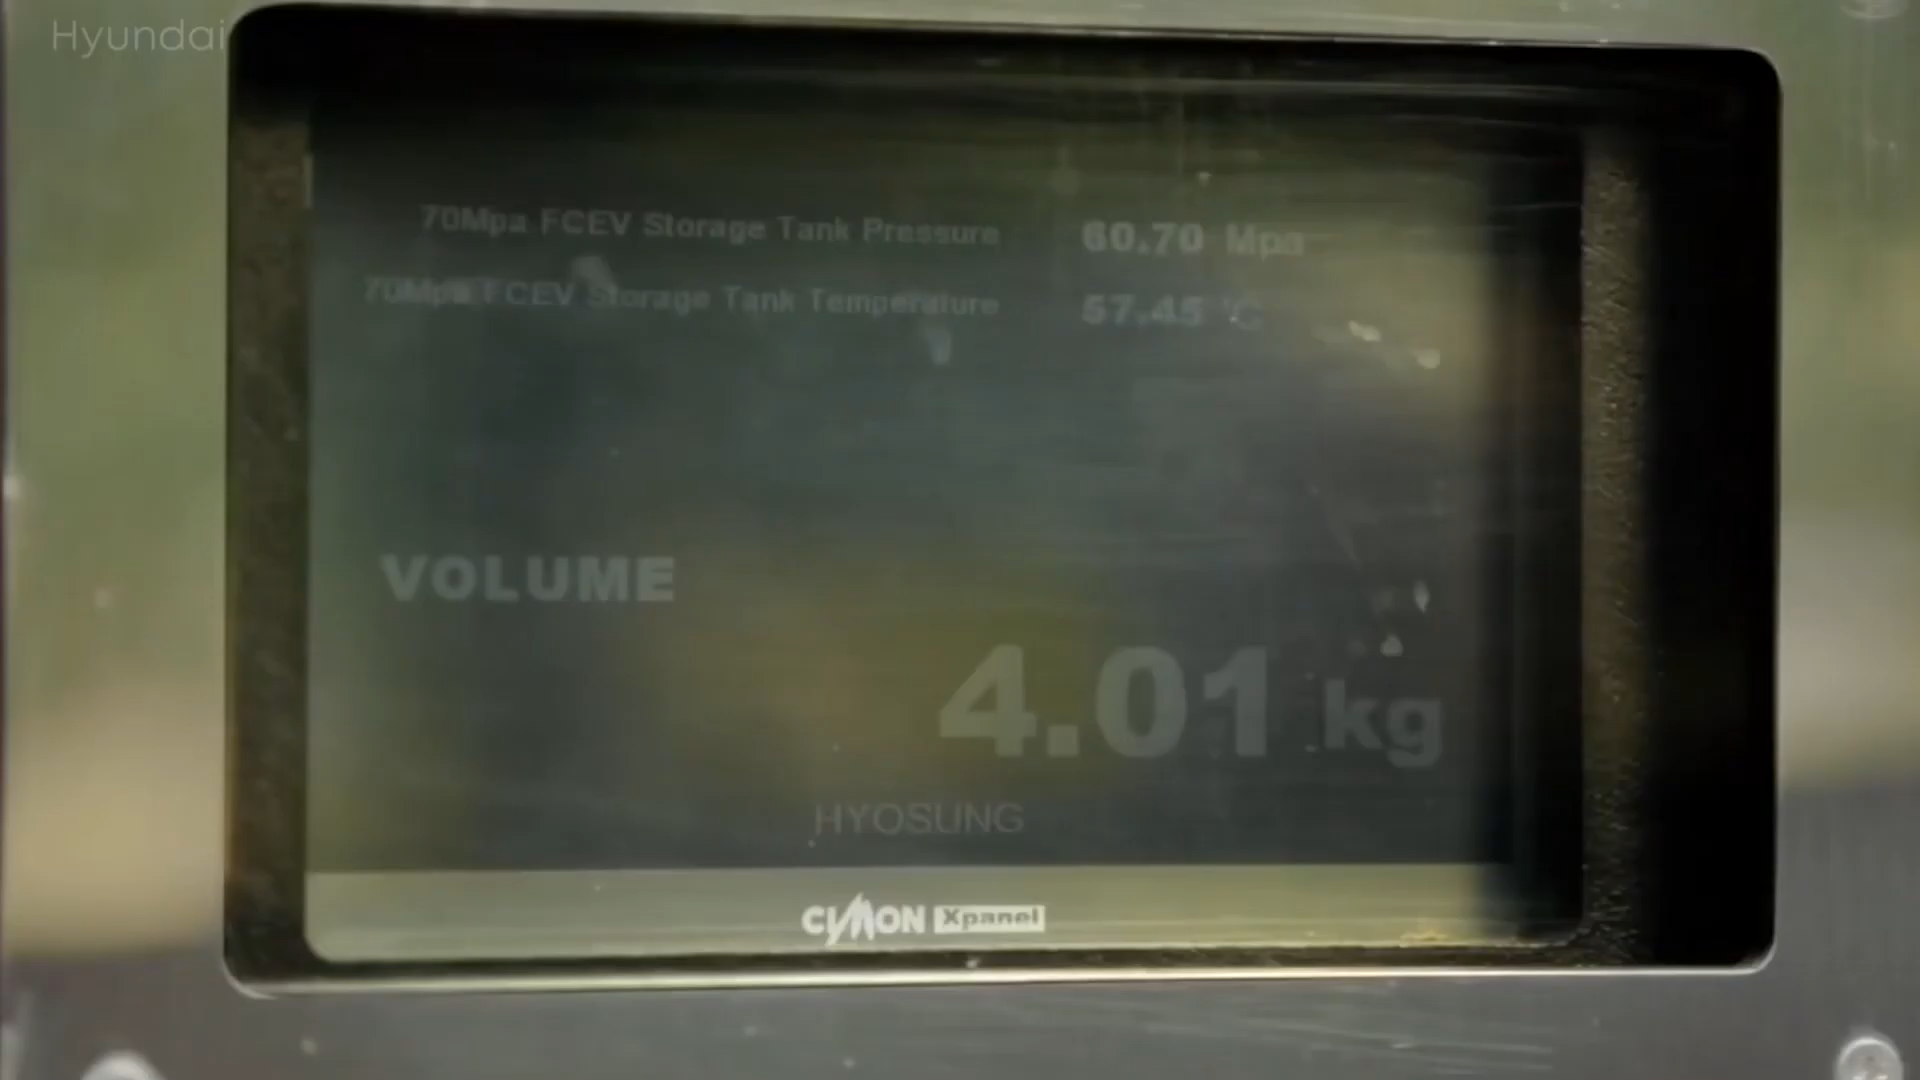 Hyundai
70Mpa FCEV Storage Tank Pressure 60.70 Mpa
70Mpa FCEV Storage Tank Temperature 57.45 °C
VOLUME
4.01 kg
HYOSUNG
CIMON Xpanel